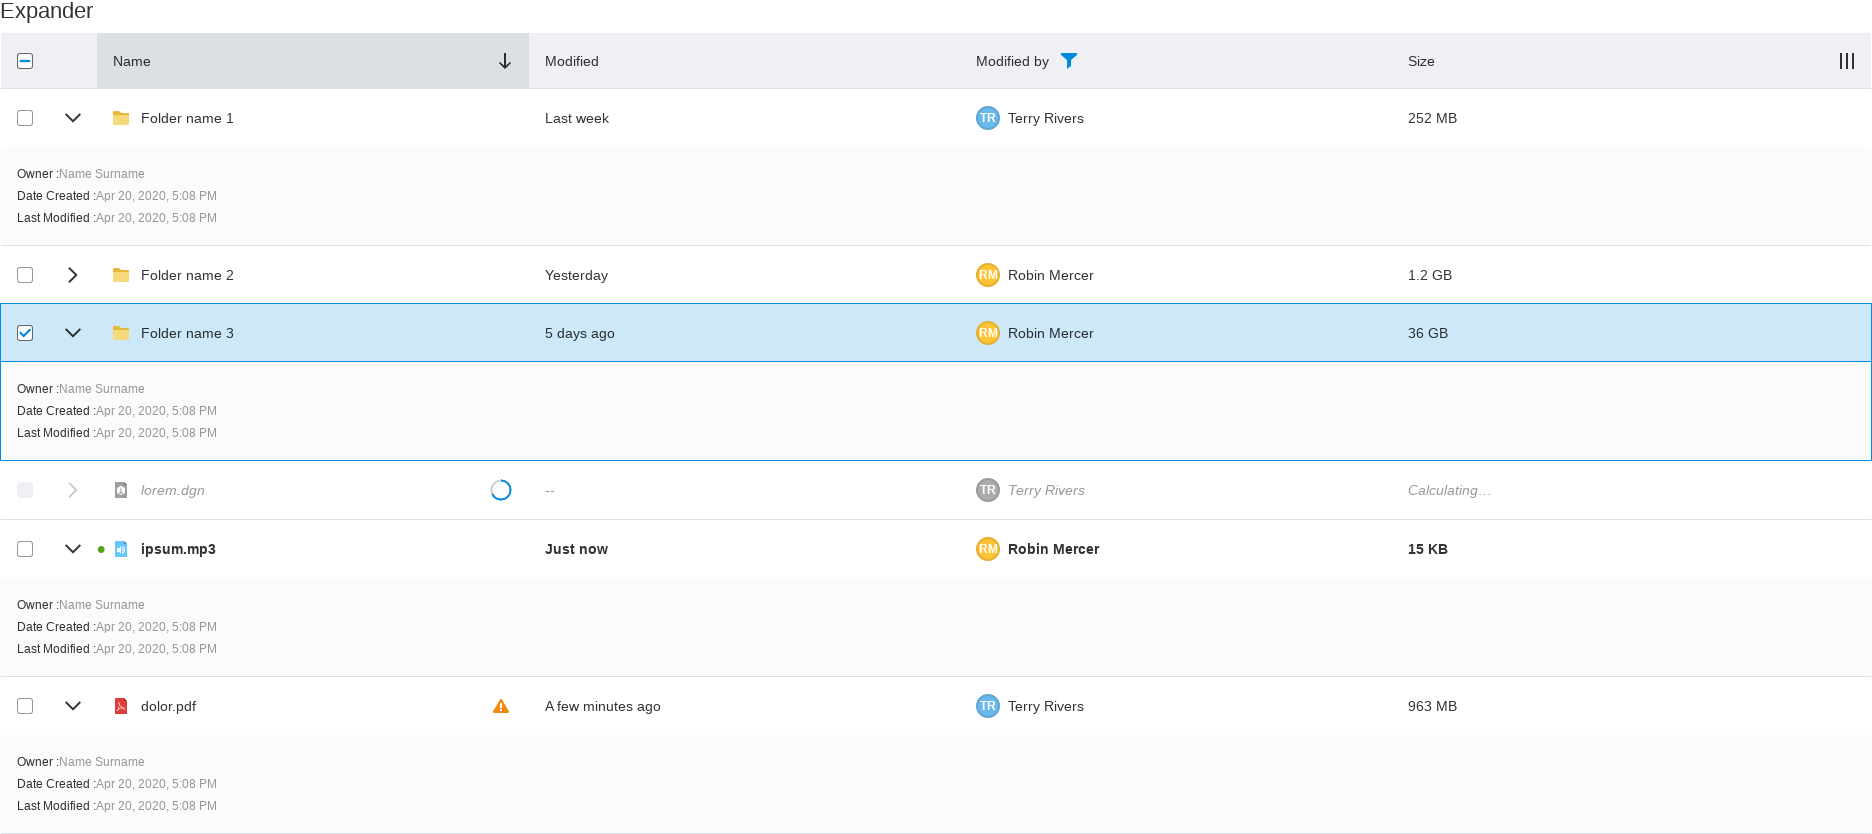 Expander
Name Modified Modified by Size
Folder name 1 Last week TR Terry Rivers 252 MB
Owner :Name Surname
Date Created :Apr 20, 2020, 5:08 PM
Last Modified :Apr 20, 2020, 5:08 PM
Folder name 2 Yesterday RM Robin Mercer 1.2 GB
Folder name 3 5 days ago RM Robin Mercer 36 GB
Owner :Name Surname
Date Created :Apr 20, 2020, 5:08 PM
Last Modified :Apr 20, 2020, 5:08 PM
lorem.dgn -- TR Terry Rivers Calculating…
ipsum.mp3 Just now RM Robin Mercer 15 KB
Owner :Name Surname
Date Created :Apr 20, 2020, 5:08 PM
Last Modified :Apr 20, 2020, 5:08 PM
dolor.pdf A few minutes ago TR Terry Rivers 963 MB
Owner :Name Surname
Date Created :Apr 20, 2020, 5:08 PM
Last Modified :Apr 20, 2020, 5:08 PM